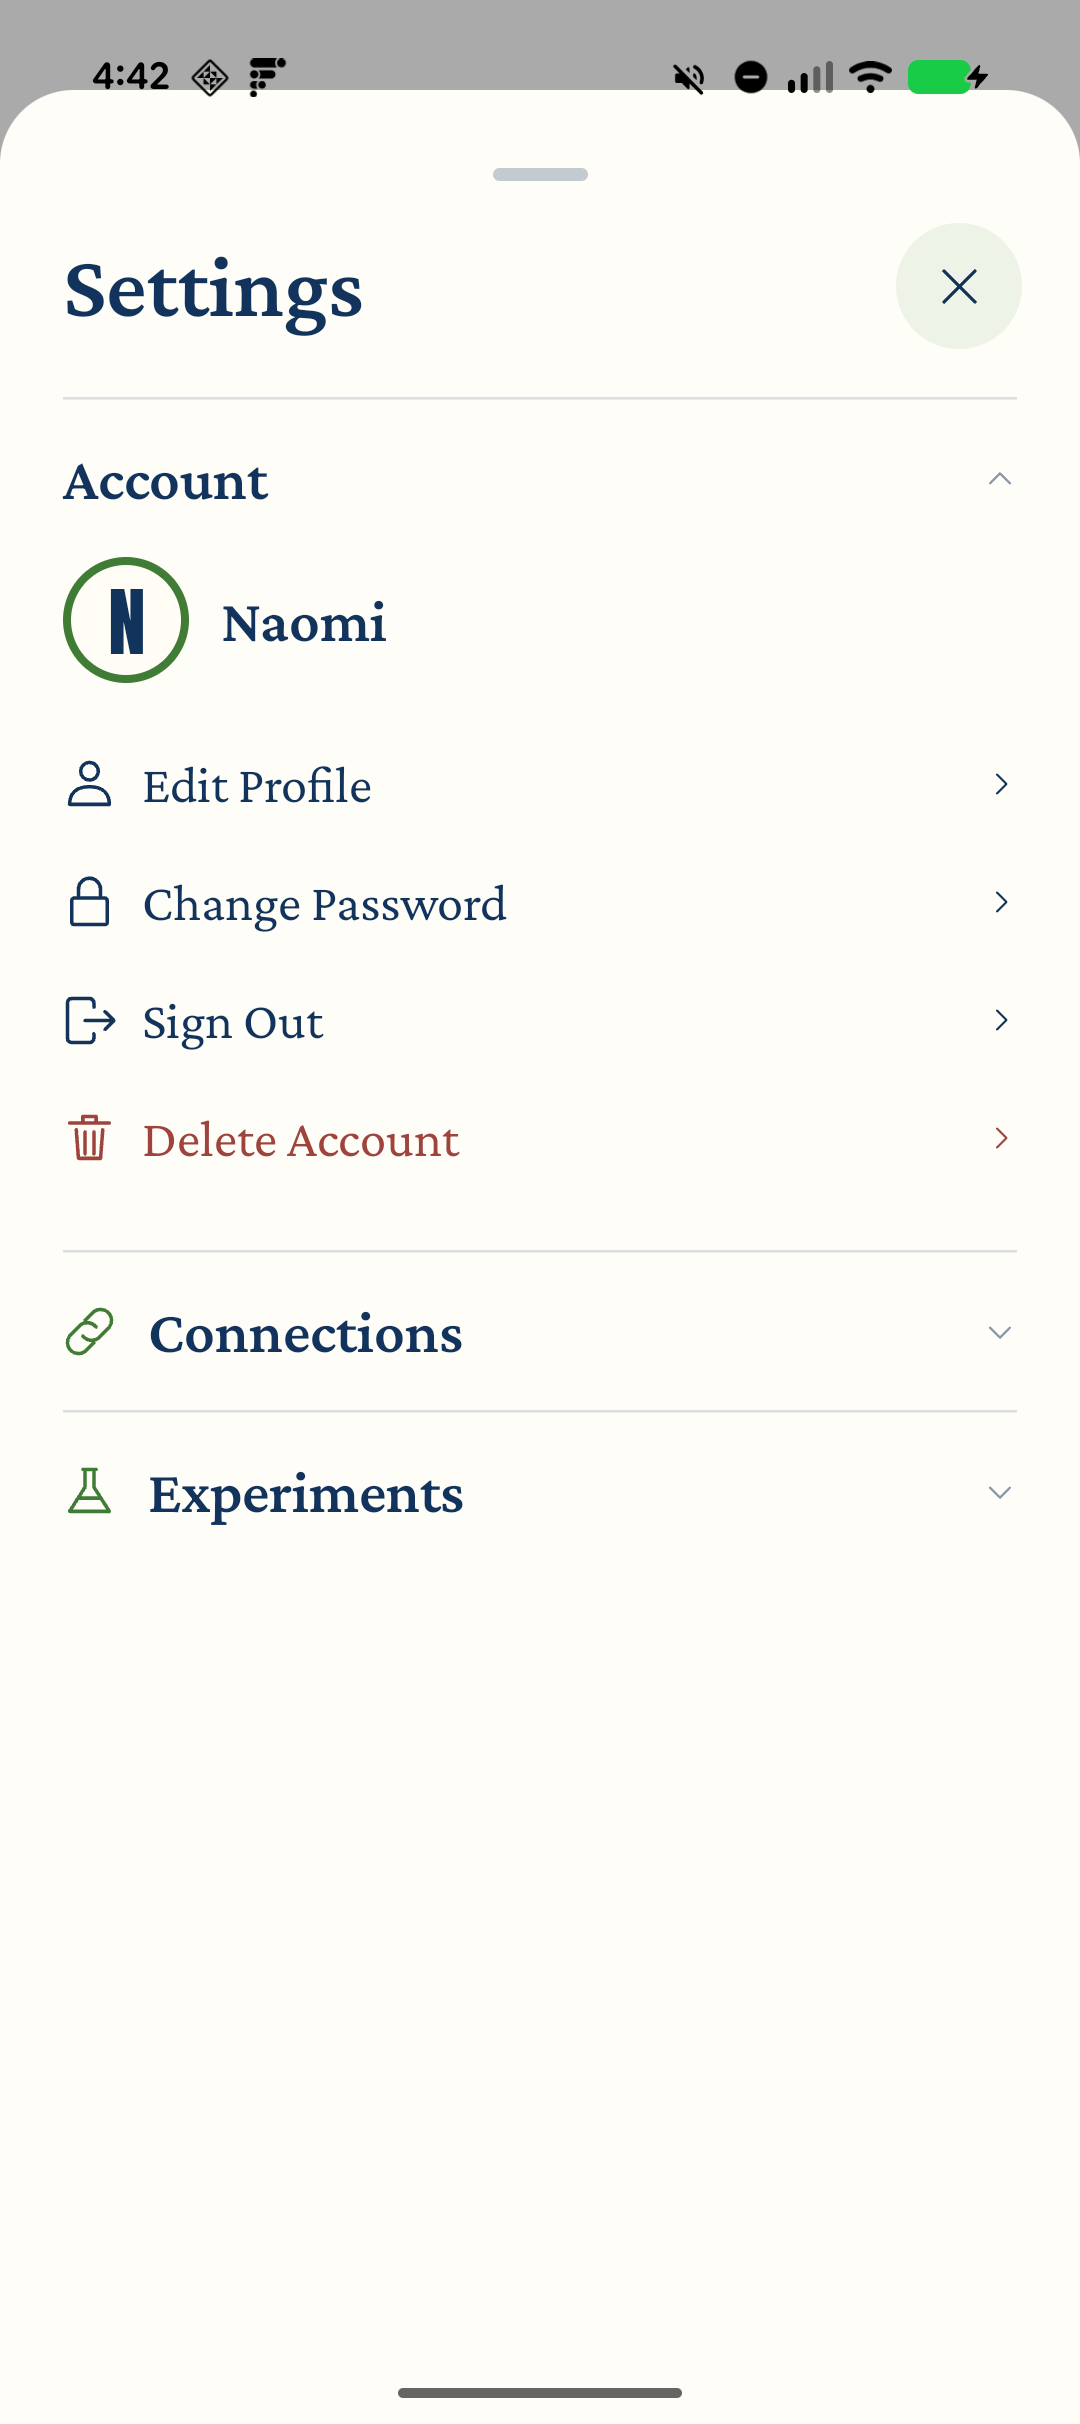 4:42
Settings
Account
N
Naomi
Edit Profile
Change Password
Sign Out
Delete Account
Connections
Experiments